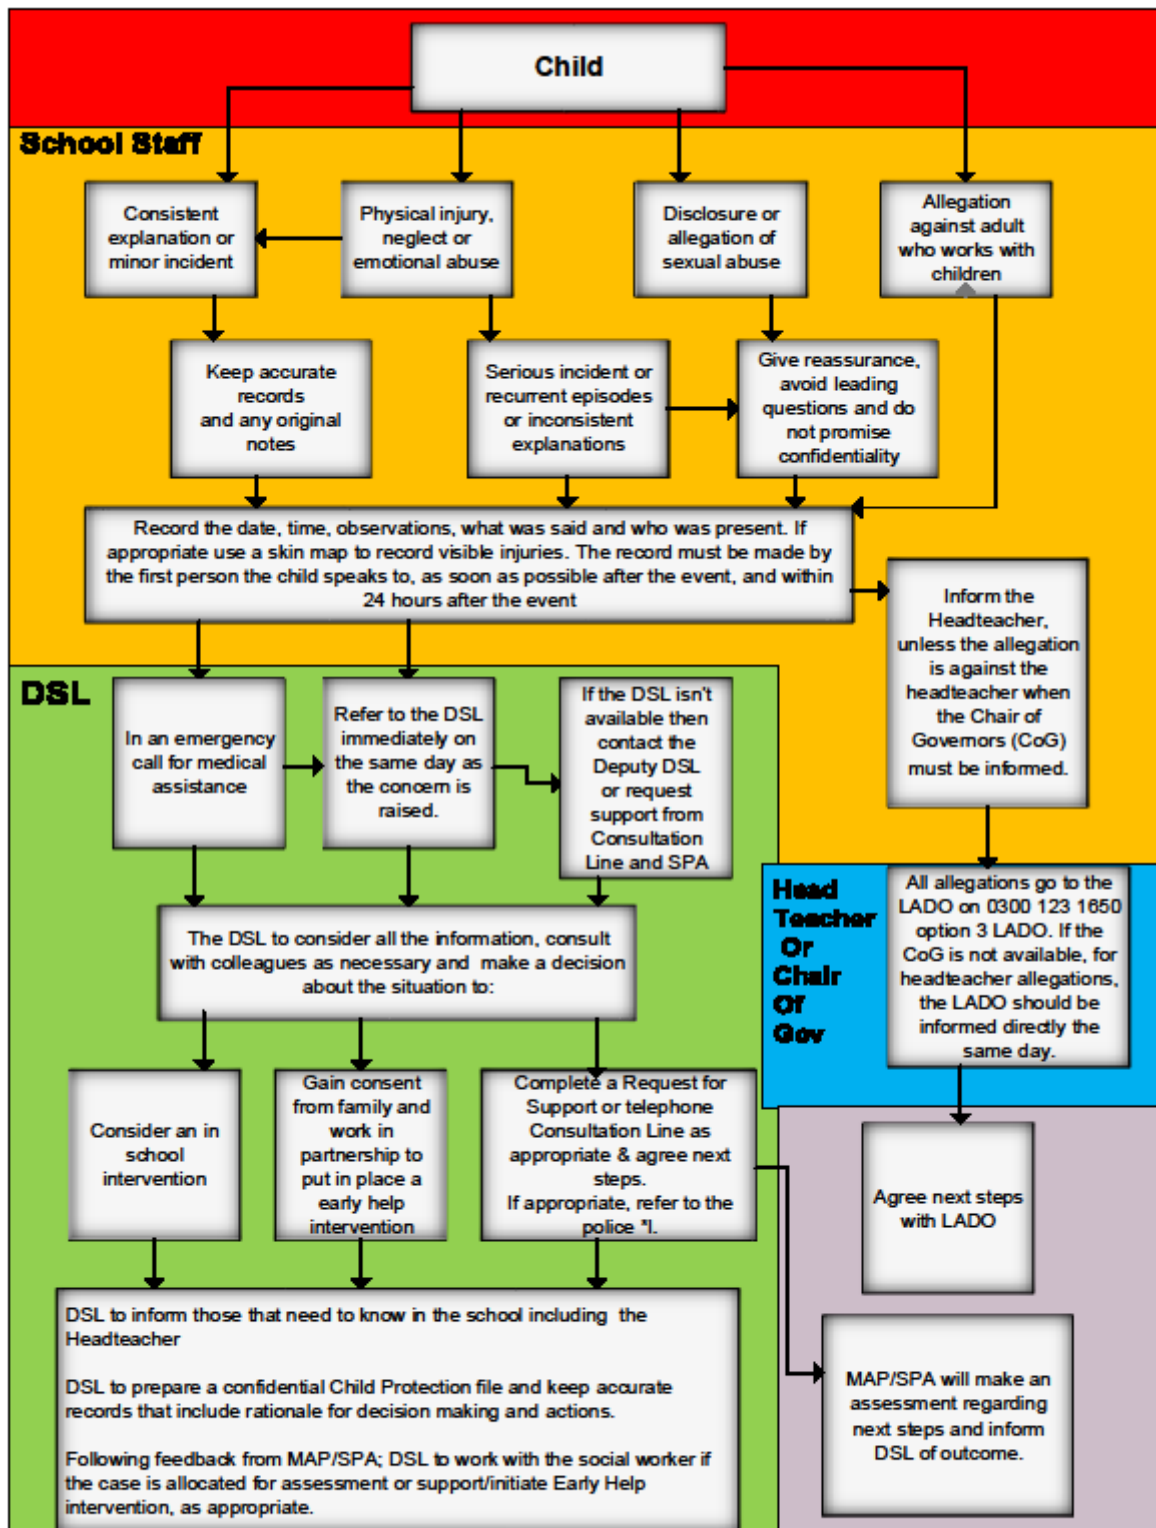 Child
School Staff
Consistent
explanation or
minor incident
Physical injury,
neglect or
emotional abuse
Disclosure or
allegation of
sexual abuse
Allegation
against adult
who works with
children
Keep accurate
records
and any original
notes
Serious incident or
recurrent episodes
or inconsistent
explanations
Give reassurance,
avoid leading
questions and do
not promise
confidentiality
Record the date, time, observations, what was said and who was present. If
appropriate use a skin map to record visible injuries. The record must be made by
the first person the child speaks to, as soon as possible after the event, and within
24 hours after the event
Inform the
Headteacher,
unless the allegation
is against the
headteacher when
the Chair of
Governors (CoG)
must be informed.
DSL
In an emergency
call for medical
assistance
Refer to the DSL
immediately on
the same day as
the concern is
raised.
If the DSL isn't
available then
contact the
Deputy DSL
or request
support from
Consultation
Line and SPA
Head
Teacher
Or
Chair
Of
Gov
All allegations go to the
LADO on 0300 123 1650
option 3 LADO. If the
CoG is not available, for
headteacher allegations,
the LADO should be
informed directly the
same day.
The DSL to consider all the information, consult
with colleagues as necessary and make a decision
about the situation to:
Consider an in
school
intervention
Gain consent
from family and
work in
partnership to
put in place a
early help
intervention
Complete a Request for
Support or telephone
Consultation Line as
appropriate & agree next
steps.
If appropriate, refer to the
police *I.
Agree next steps
with LADO
DSL to inform those that need to know in the school including the
Headteacher
DSL to prepare a confidential Child Protection file and keep accurate
records that include rationale for decision making and actions.
Following feedback from MAP/SPA; DSL to work with the social worker if
the case is allocated for assessment or support/initiate Early Help
intervention, as appropriate.
MAP/SPA will make an
assessment regarding
next steps and inform
DSL of outcome.